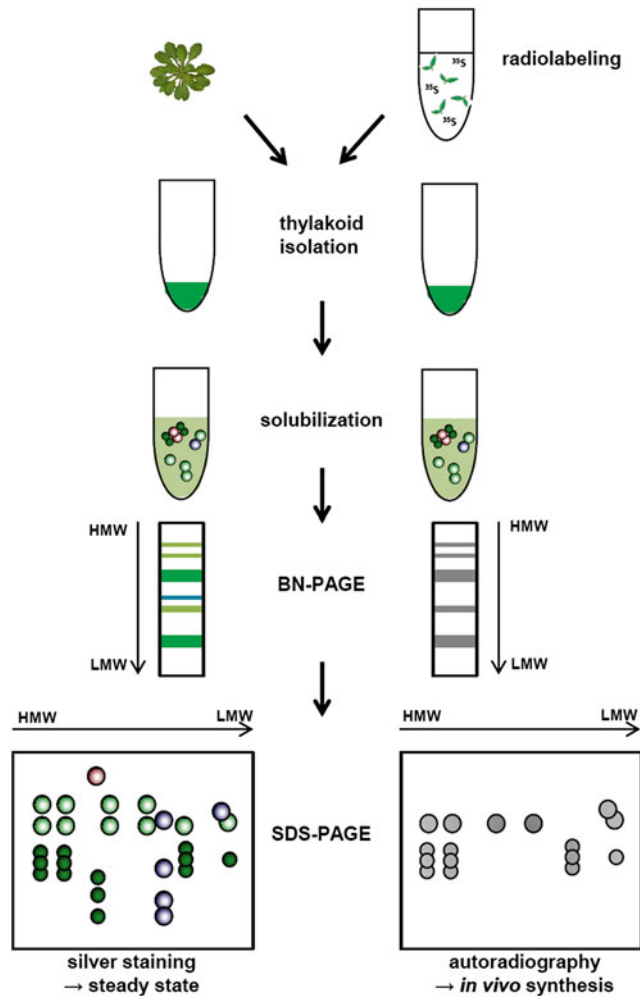 radiolabeling
35S
35S
35S
thylakoid
isolation
solubilization
HMW
HMW
BN-PAGE
LMW
LMW
HMW LMW
HMW LMW
SDS-PAGE
silver staining
→ steady state
autoradiography
→ in vivo synthesis